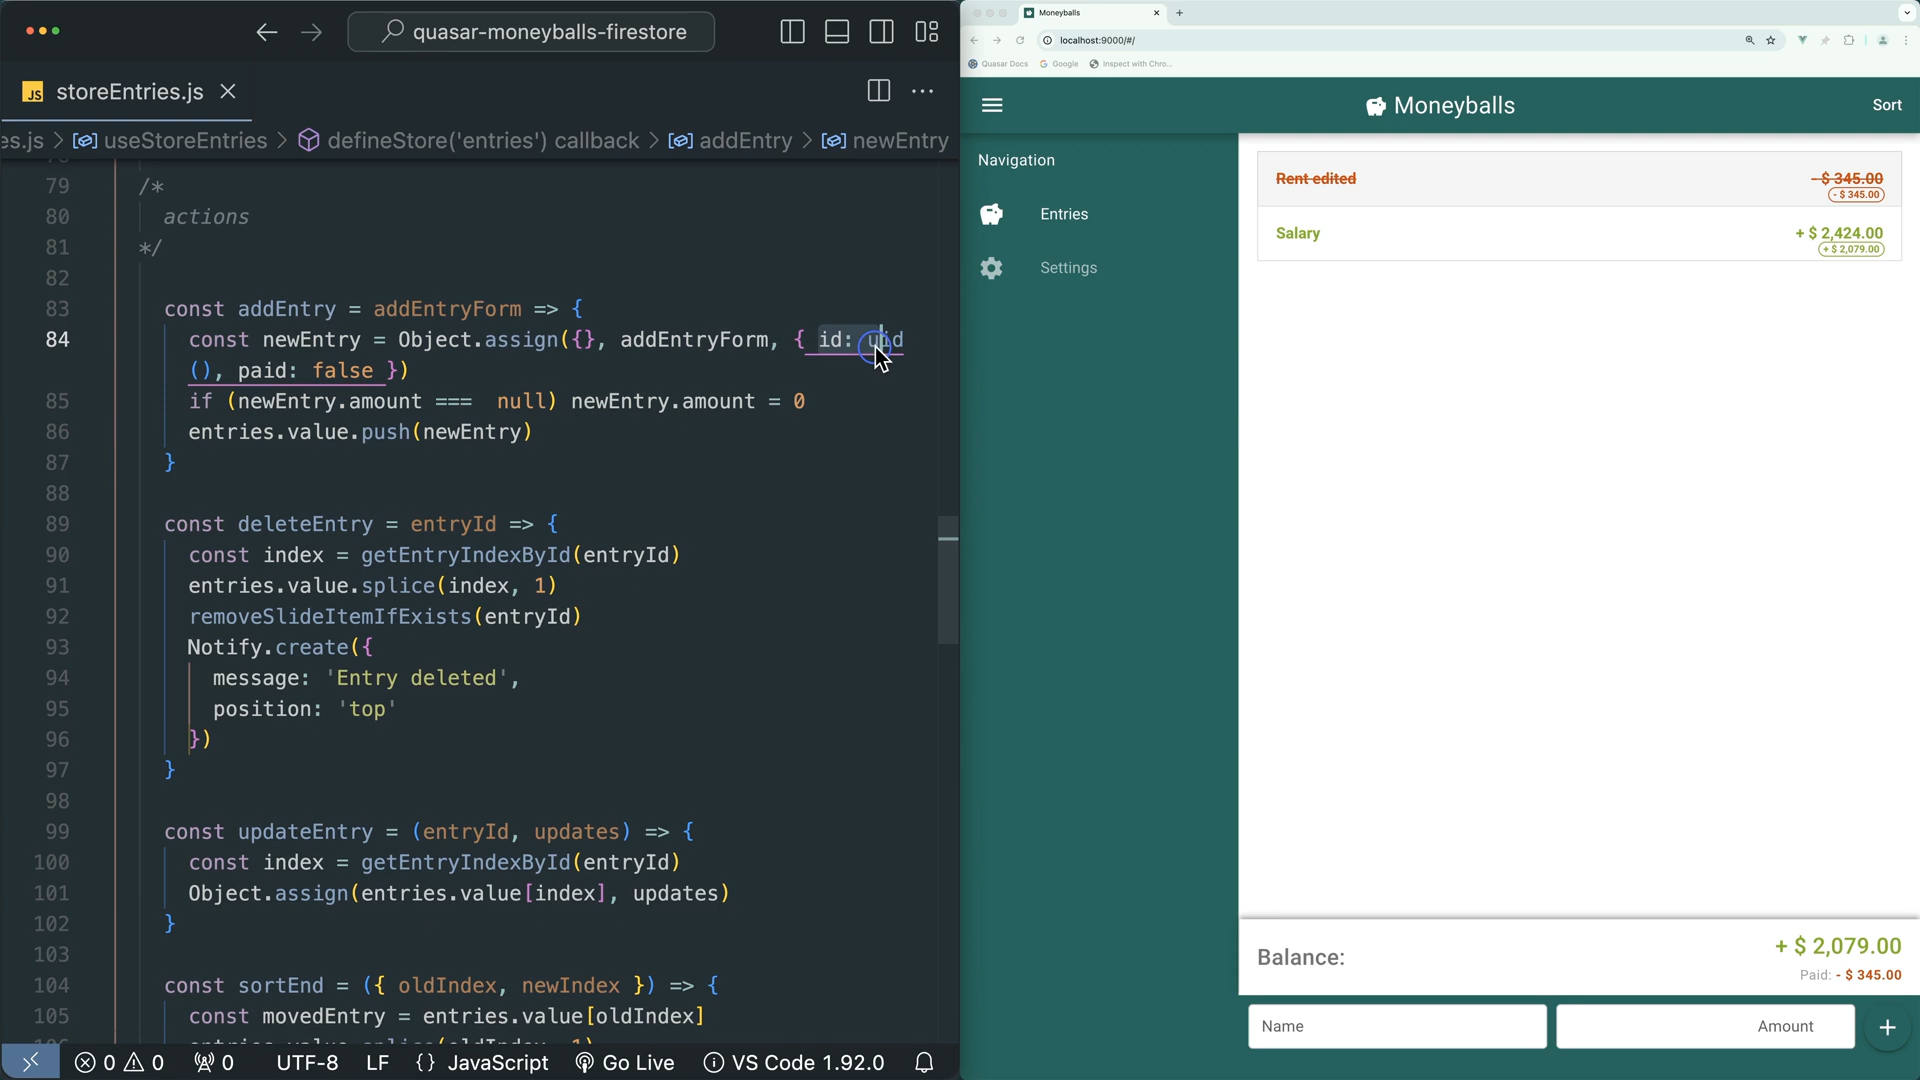 quasar-moneyballs-firestore
storeEntries.js
es.js > useStoreEntries > defineStore('entries') callback > addEntry > newEntry
79 /*
80 actions
81 */
82
83 const addEntry = addEntryForm => {
84 const newEntry = Object.assign({}, addEntryForm, { id: uid
(), paid: false })
85 if (newEntry.amount ===  null) newEntry.amount = 0
86 entries.value.push(newEntry)
87 }
88
89 const deleteEntry = entryId => {
90 const index = getEntryIndexById(entryId)
91 entries.value.splice(index, 1)
92 removeSlideItemIfExists(entryId)
93 Notify.create({
94 message: 'Entry deleted',
95 position: 'top'
96 })
97 }
98
99 const updateEntry = (entryId, updates) => {
100 const index = getEntryIndexById(entryId)
101 Object.assign(entries.value[index], updates)
102 }
103
104 const sortEnd = ({ oldIndex, newIndex }) => {
105 const movedEntry = entries.value[oldIndex]
0 0 0 UTF-8 LF {} JavaScript Go Live VS Code 1.92.0
Moneyballs
localhost:9000/#/
Quasar Docs Google Inspect with Chro...
Moneyballs
Sort
Navigation
Entries
Settings
Rent edited - $ 345.00
- $ 345.00
Salary + $ 2,424.00
+ $ 2,079.00
Balance: + $ 2,079.00
Paid: - $ 345.00
Name Amount +